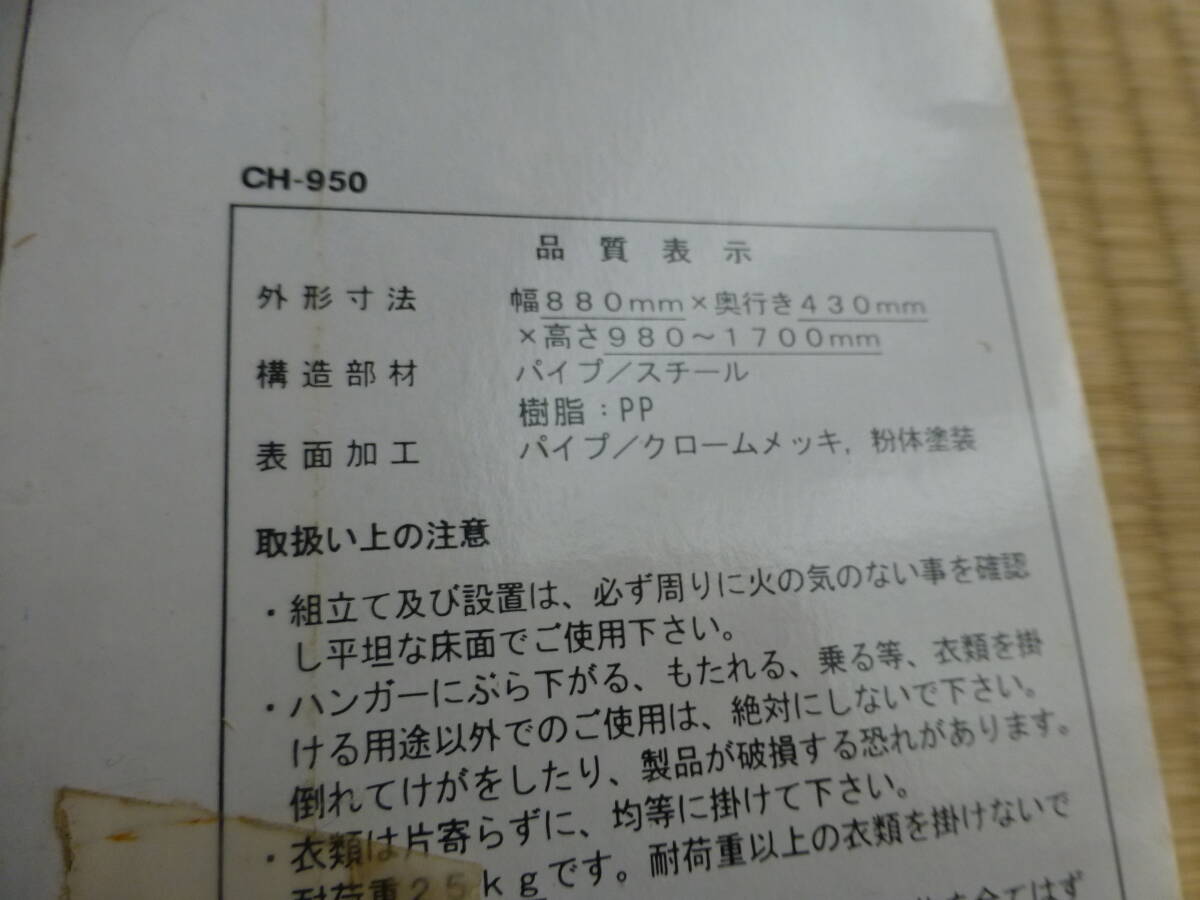 CH-950
品質表示
外形寸法 幅880mm×奥行き430mm
×高さ980~1700mm
構造部材 パイプ/スチール
樹脂:PP
表面加工 パイプ/クロームメッキ,粉体塗装
取扱い上の注意
・組立て及び設置は、必ず周りに火の気のない事を確認
し平坦な床面でご使用下さい。
・ハンガーにぶら下がる、もたれる、乗る等、衣類を掛
ける用途以外でのご使用は、絶対にしないで下さい。
倒れてけがをしたり、製品が破損する恐れがあります。
・衣類は片寄らずに、均等に掛けて下さい。
耐荷重25kgです。耐荷重以上の衣類を掛けないで